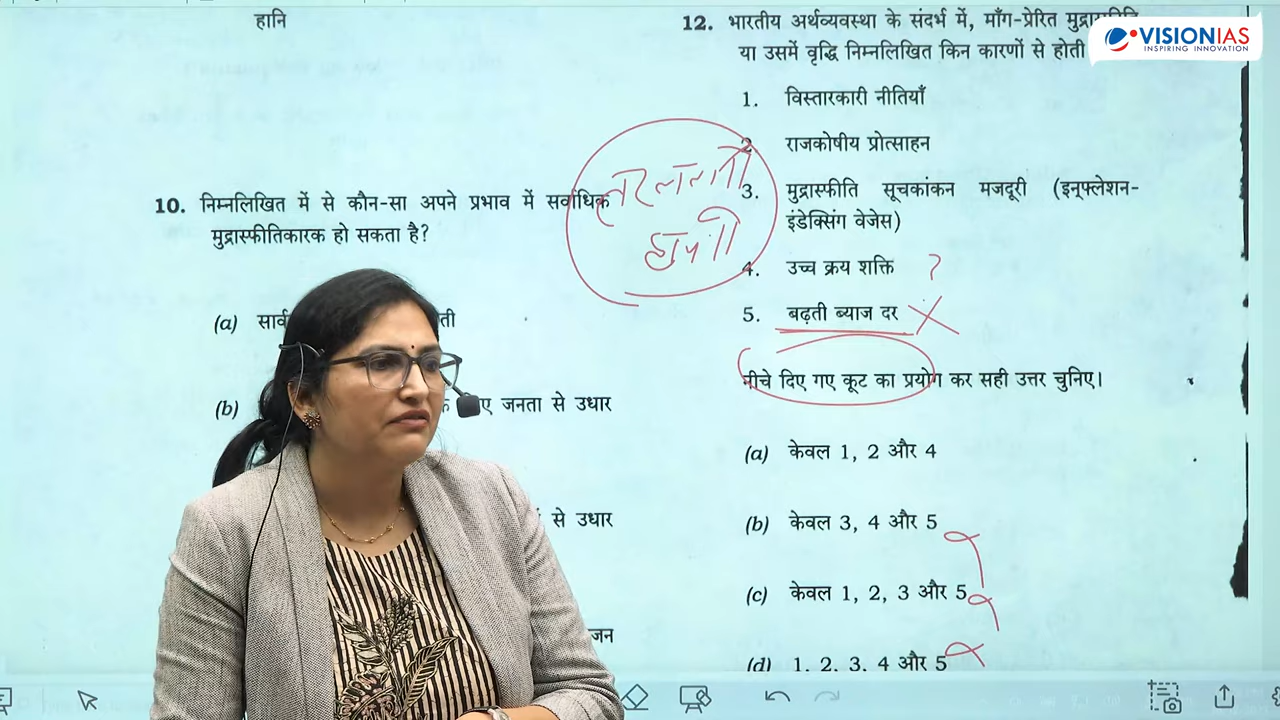 हानि
10. निम्नलिखित में से कौन-सा अपने प्रभाव में सर्वाधिक
मुद्रास्फीतिकारक हो सकता है?
(a)
(b) ए जनता से उधार
से उधार
12. भारतीय अर्थव्यवस्था के संदर्भ में, माँग-प्रेरित
या उसमें वृद्धि निम्नलिखित किन कारणों से होती
1. विस्तारकारी नीतियाँ
2 राजकोषीय प्रोत्साहन
3. मुद्रास्फीति सूचकांकन मजदूरी (इन्फ्लेशन-
इंडेक्सिंग वेजेस)
4. उच्च क्रय शक्ति ?
5. बढ़ती ब्याज दर
नीचे दिए गए कूट का प्रयोग कर सही उत्तर चुनिए।
(a) केवल 1, 2 और 4
(b) केवल 3, 4 और 5
(c) केवल 1, 2, 3 और 5
(d) 1, 2, 3, 4 और 5
VISIONIAS
INSPIRING INNOVATION